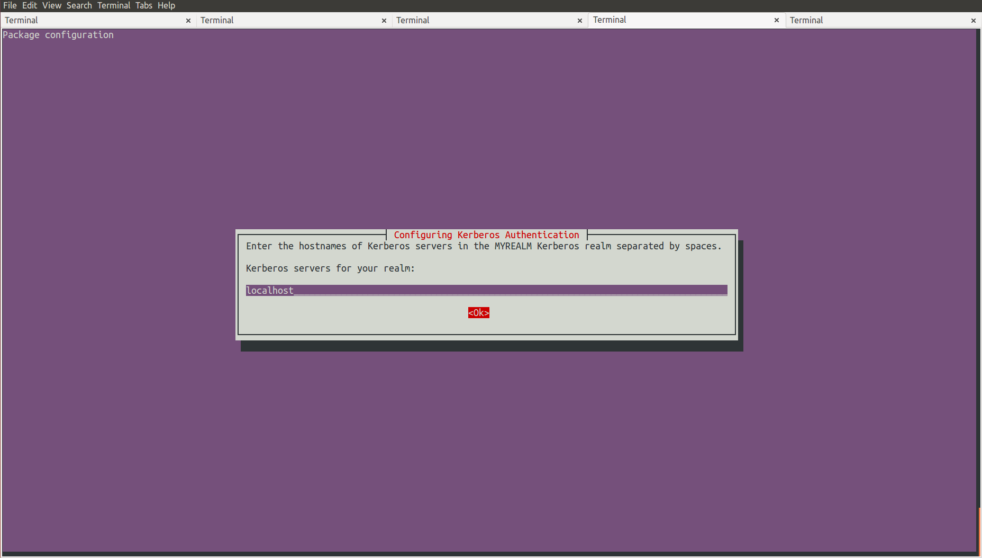 File Edit View Search Terminal Tabs Help
Terminal × Terminal × Terminal × Terminal × Terminal ×
Package configuration
Configuring Kerberos Authentication
Enter the hostnames of Kerberos servers in the MYREALM Kerberos realm separated by spaces.
Kerberos servers for your realm:
localhost
<Ok>